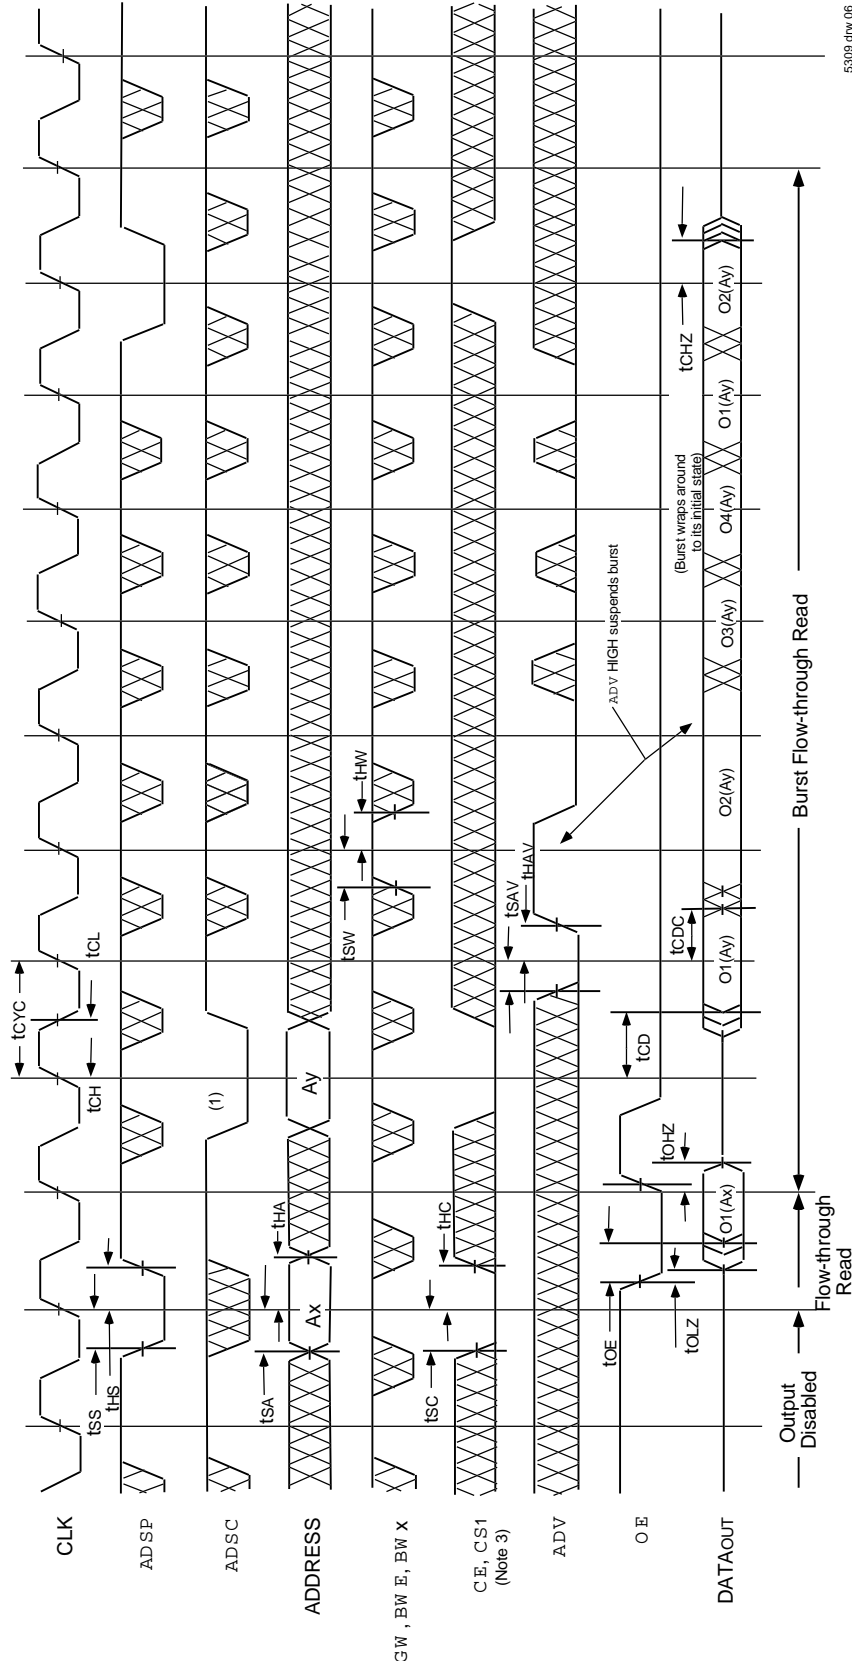 CLK
tCYC
tCH
tCL
tSS
tHS
ADSP
ADSC
(1)
ADDRESS
tSA
tHA
Ax
Ay
GW, BWE, BWx
tSW
tHW
CE, CS1
(Note 3)
tSC
tHC
ADV
tSAV
tHAV
ADV HIGH suspends burst
OE
tOE
tOHZ
tOLZ
tCD
tCDC
(Burst wraps around
to its initial state)
tCHZ
DATAOUT
O1(Ax)
O1(Ay)
O2(Ay)
O3(Ay)
O4(Ay)
O1(Ay)
O2(Ay)
Output
Disabled
Flow-through
Read
Burst Flow-through Read
5309 drw 06